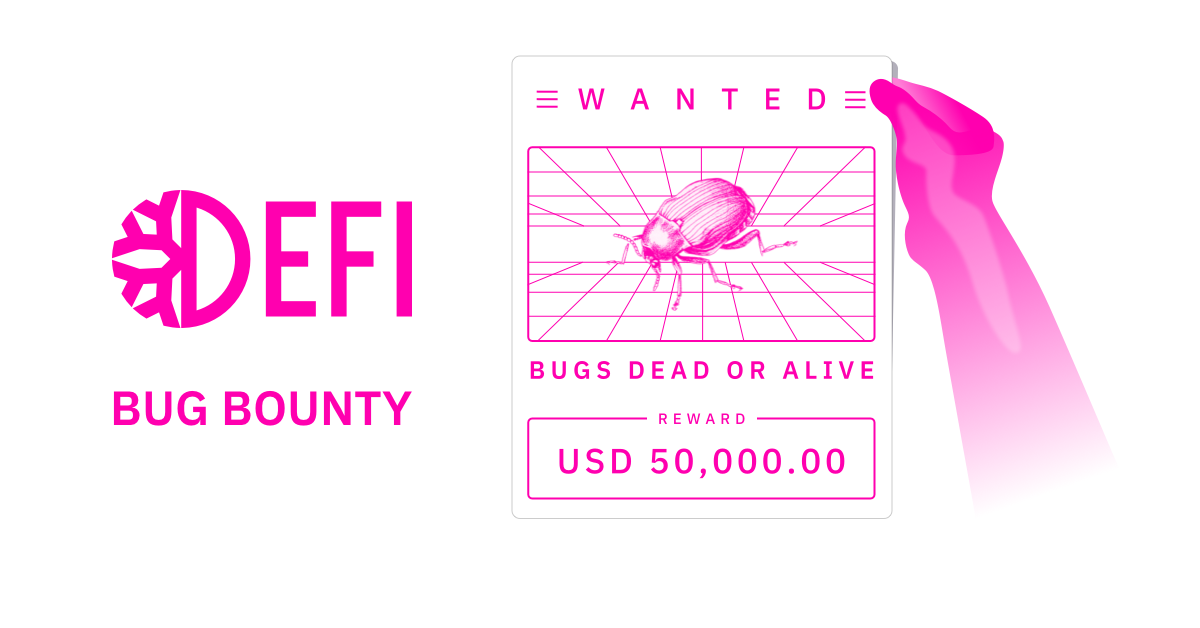 DEFI
BUG BOUNTY
WANTED
BUGS DEAD OR ALIVE
REWARD
USD 50,000.00